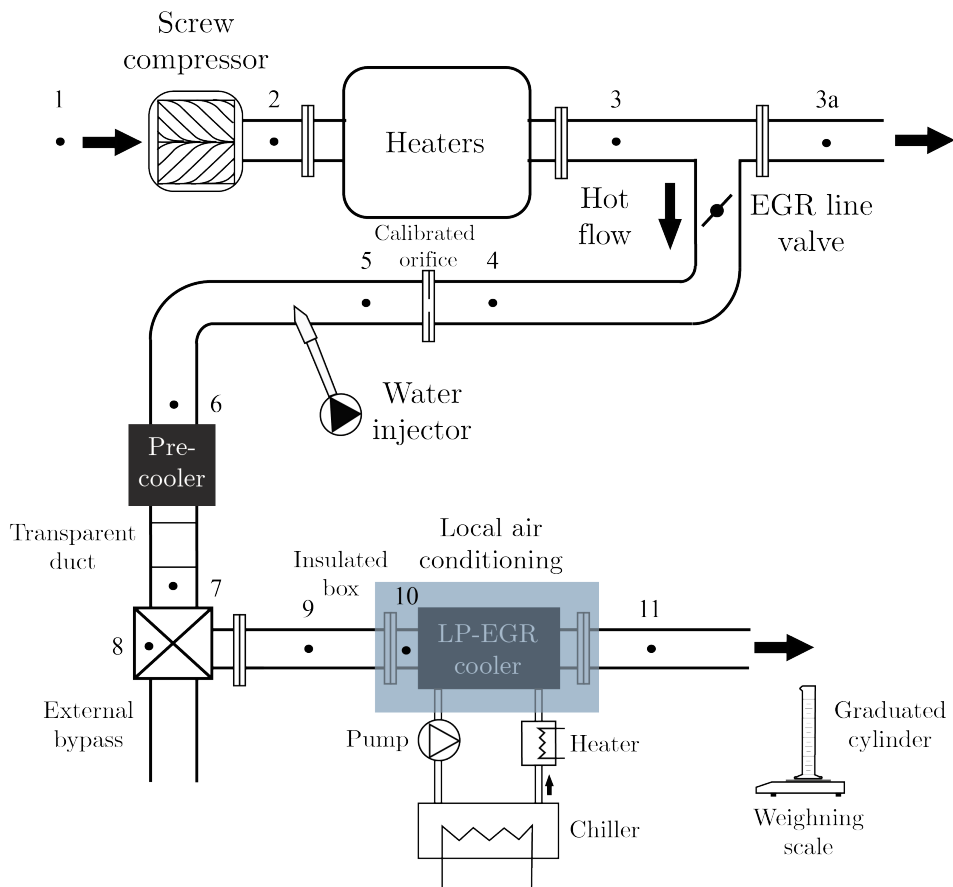 Screw
compressor
1
2
3
3a
Heaters
Hot
flow
EGR line
valve
Calibrated
orifice
5
4
Water
injector
6
Pre-
cooler
Transparent
duct
Local air
conditioning
Insulated
box
7
9
10
11
8
LP-EGR
cooler
External
bypass
Pump
Heater
Graduated
cylinder
Chiller
Weighning
scale